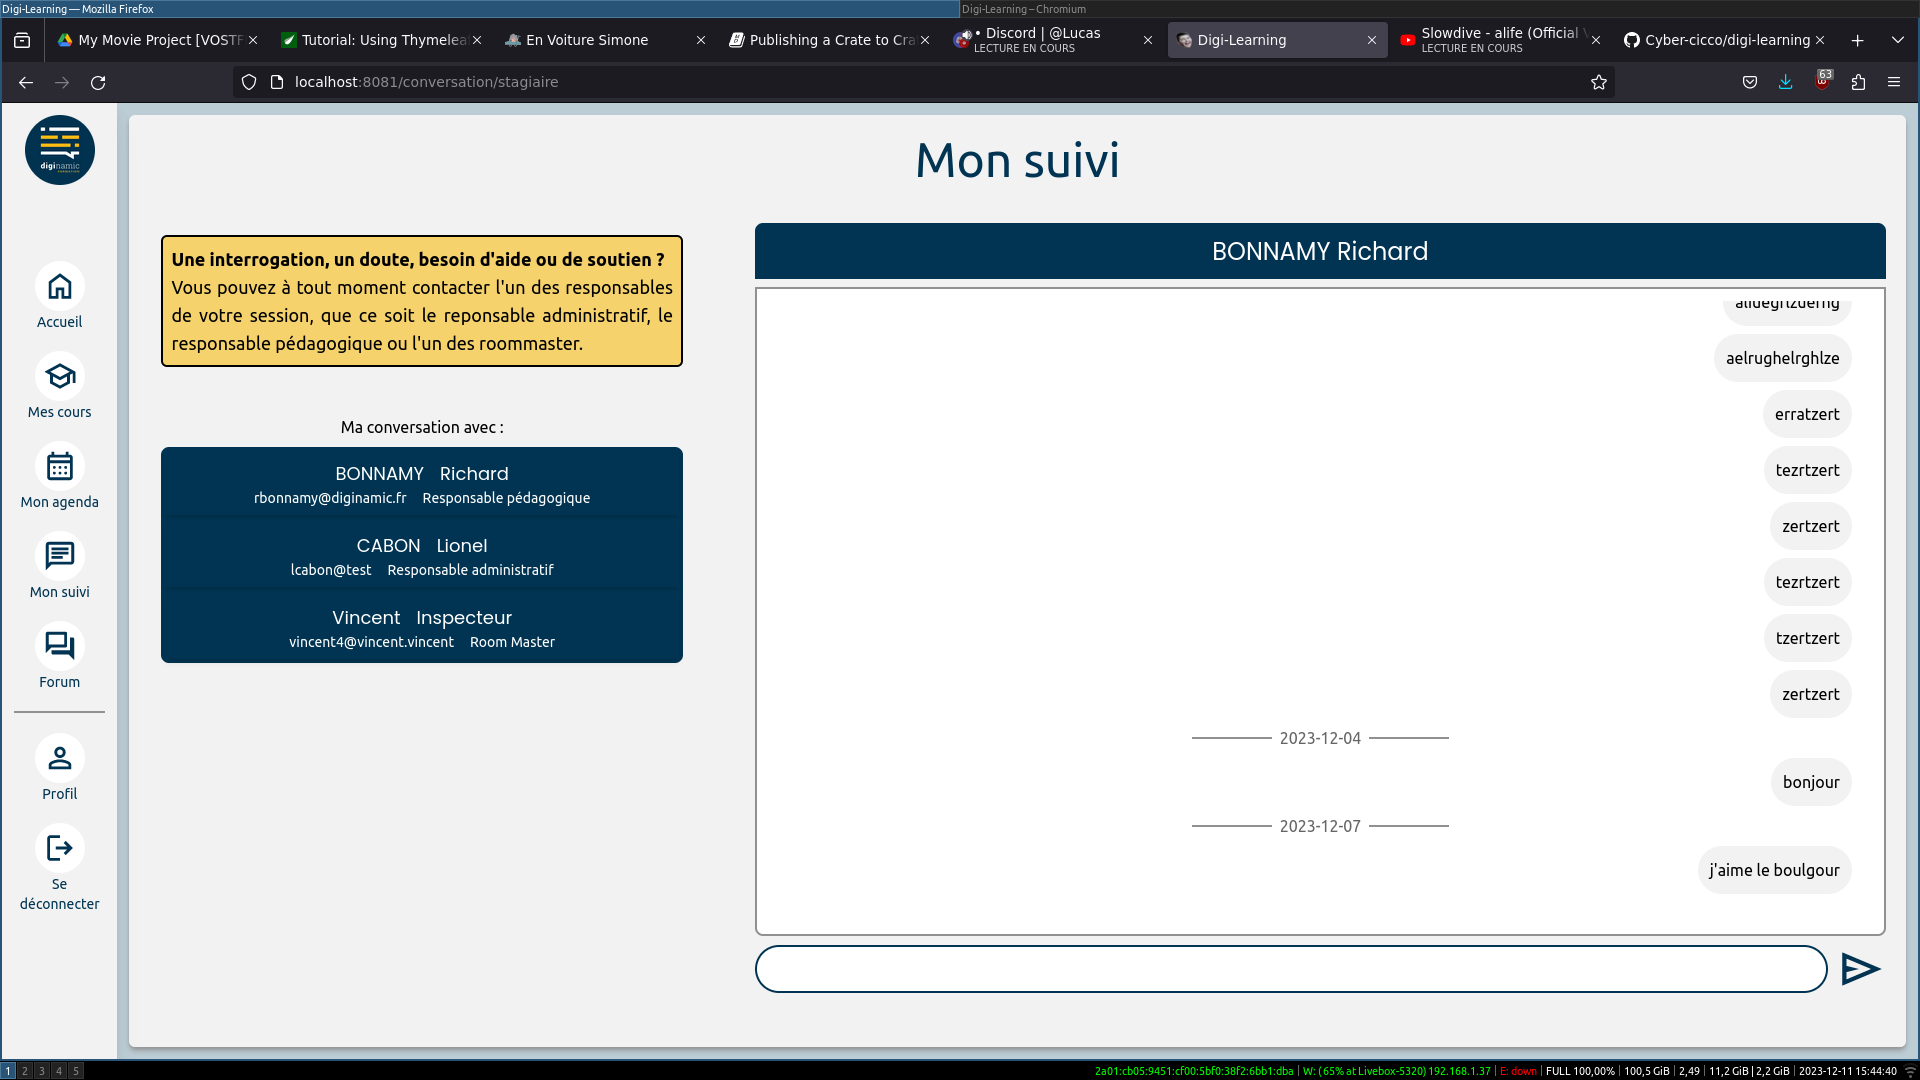 Digi-Learning — Mozilla Firefox
Digi-Learning – Chromium
My Movie Project [VOSTF
Tutorial: Using Thymelea
En Voiture Simone
Publishing a Crate to Cra
• Discord | @Lucas
LECTURE EN COURS
Digi-Learning
Slowdive - alife (Official V
LECTURE EN COURS
Cyber-cicco/digi-learning
localhost:8081/conversation/stagiaire
63
diginamic
FORMATION
Accueil
Mes cours
Mon agenda
Mon suivi
Forum
Profil
Se
déconnecter
Mon suivi
Une interrogation, un doute, besoin d'aide ou de soutien ?
Vous pouvez à tout moment contacter l'un des responsables
de votre session, que ce soit le reponsable administratif, le
responsable pédagogique ou l'un des roommaster.
Ma conversation avec :
BONNAMY Richard
rbonnamy@diginamic.fr Responsable pédagogique
CABON Lionel
lcabon@test Responsable administratif
Vincent Inspecteur
vincent4@vincent.vincent Room Master
BONNAMY Richard
aelrughelrghlze
erratzert
tezrtzert
zertzert
tezrtzert
tzertzert
zertzert
2023-12-04
bonjour
2023-12-07
j'aime le boulgour
1 2 3 4 5
2a01:cb05:9451:cf00:5bf0:38f2:6bb1:dba | W: (65% at Livebox-5320) 192.168.1.37 | E: down | FULL 100,00% | 100,5 GiB | 2,49 | 11,2 GiB | 2,2 GiB | 2023-12-11 15:44:40